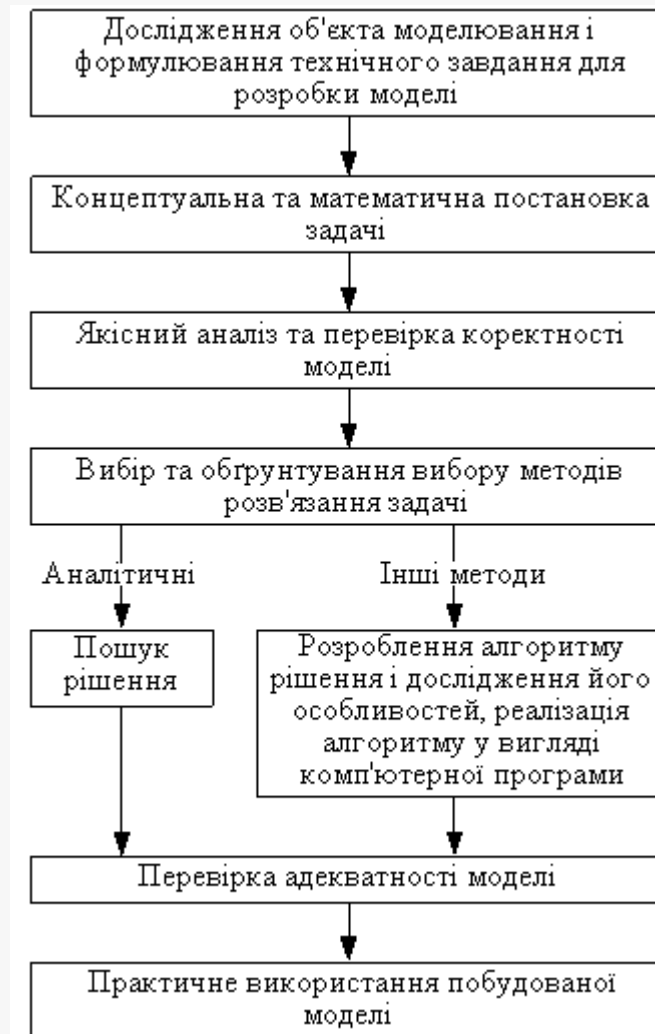 Дослідження об'єкта моделювання і
формулювання технічного завдання для
розробки моделі
Концептуальна та математична постановка
задачі
Якісний аналіз та перевірка коректності
моделі
Вибір та обґрунтування вибору методів
розв'язання задачі
Аналітичні
Інші методи
Пошук
рішення
Розроблення алгоритму
рішення і дослідження його
особливостей, реалізація
алгоритму у вигляді
комп'ютерної програми
Перевірка адекватності моделі
Практичне використання побудованої
моделі